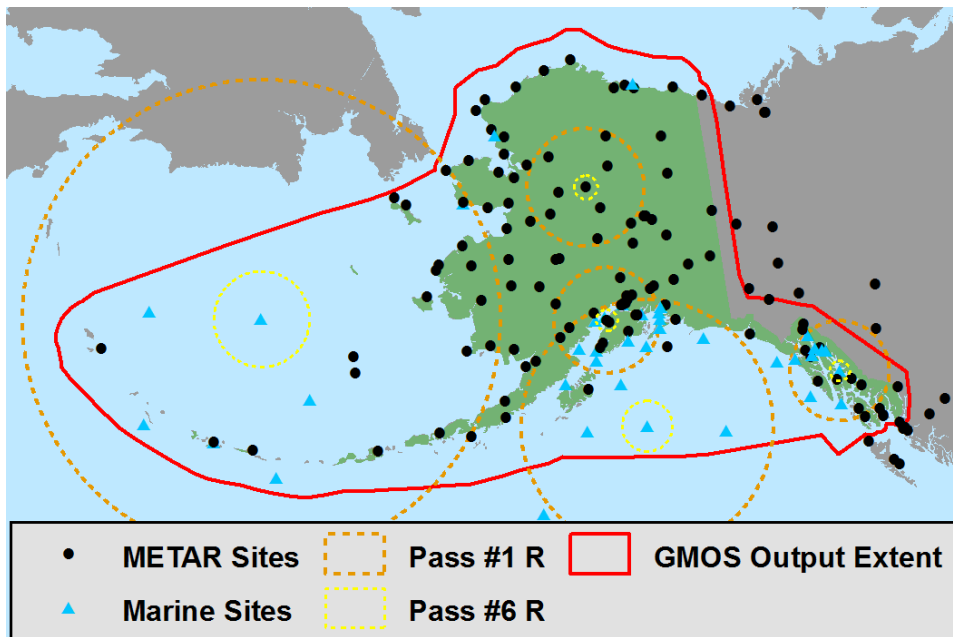 METAR Sites Pass #1 R GMOS Output Extent
Marine Sites Pass #6 R